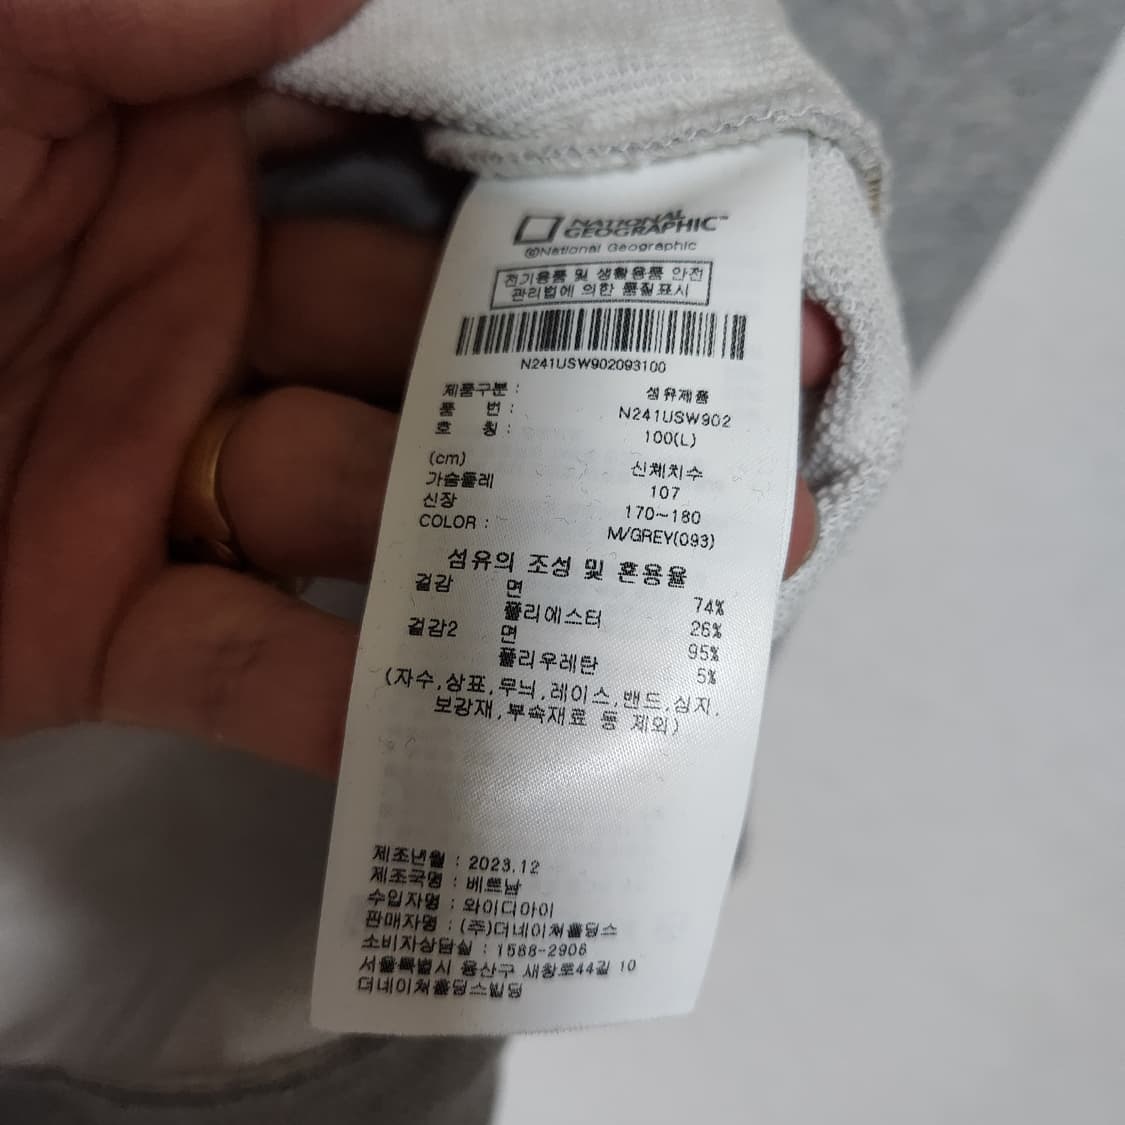 NATIONAL
GEOGRAPHIC™
©National Geographic
전기용품 및 생활용품 안전
관리법에 의한 품질표시
N241USW902093100
제품구분 : 섬유제품
품 번 : N241USW902
호 칭 : 100(L)
(cm) 신체치수
가슴둘레 107
신장 170~180
COLOR : M/GREY(093)
섬유의 조성 및 혼용율
겉감 면 74%
폴리에스터 26%
겉감2 면 95%
폴리우레탄 5%
(자수,상표,무늬,레이스,밴드,심지,
보강재,부속재료 등 제외)
제조년월 : 2023.12
제조국명 : 베트남
수입자명 : 와이디아이
판매자명 : (주)더네이쳐홀딩스
소비자상담실 : 1588-2906
서울특별시 용산구 새창로44길 10
더네이쳐홀딩스빌딩